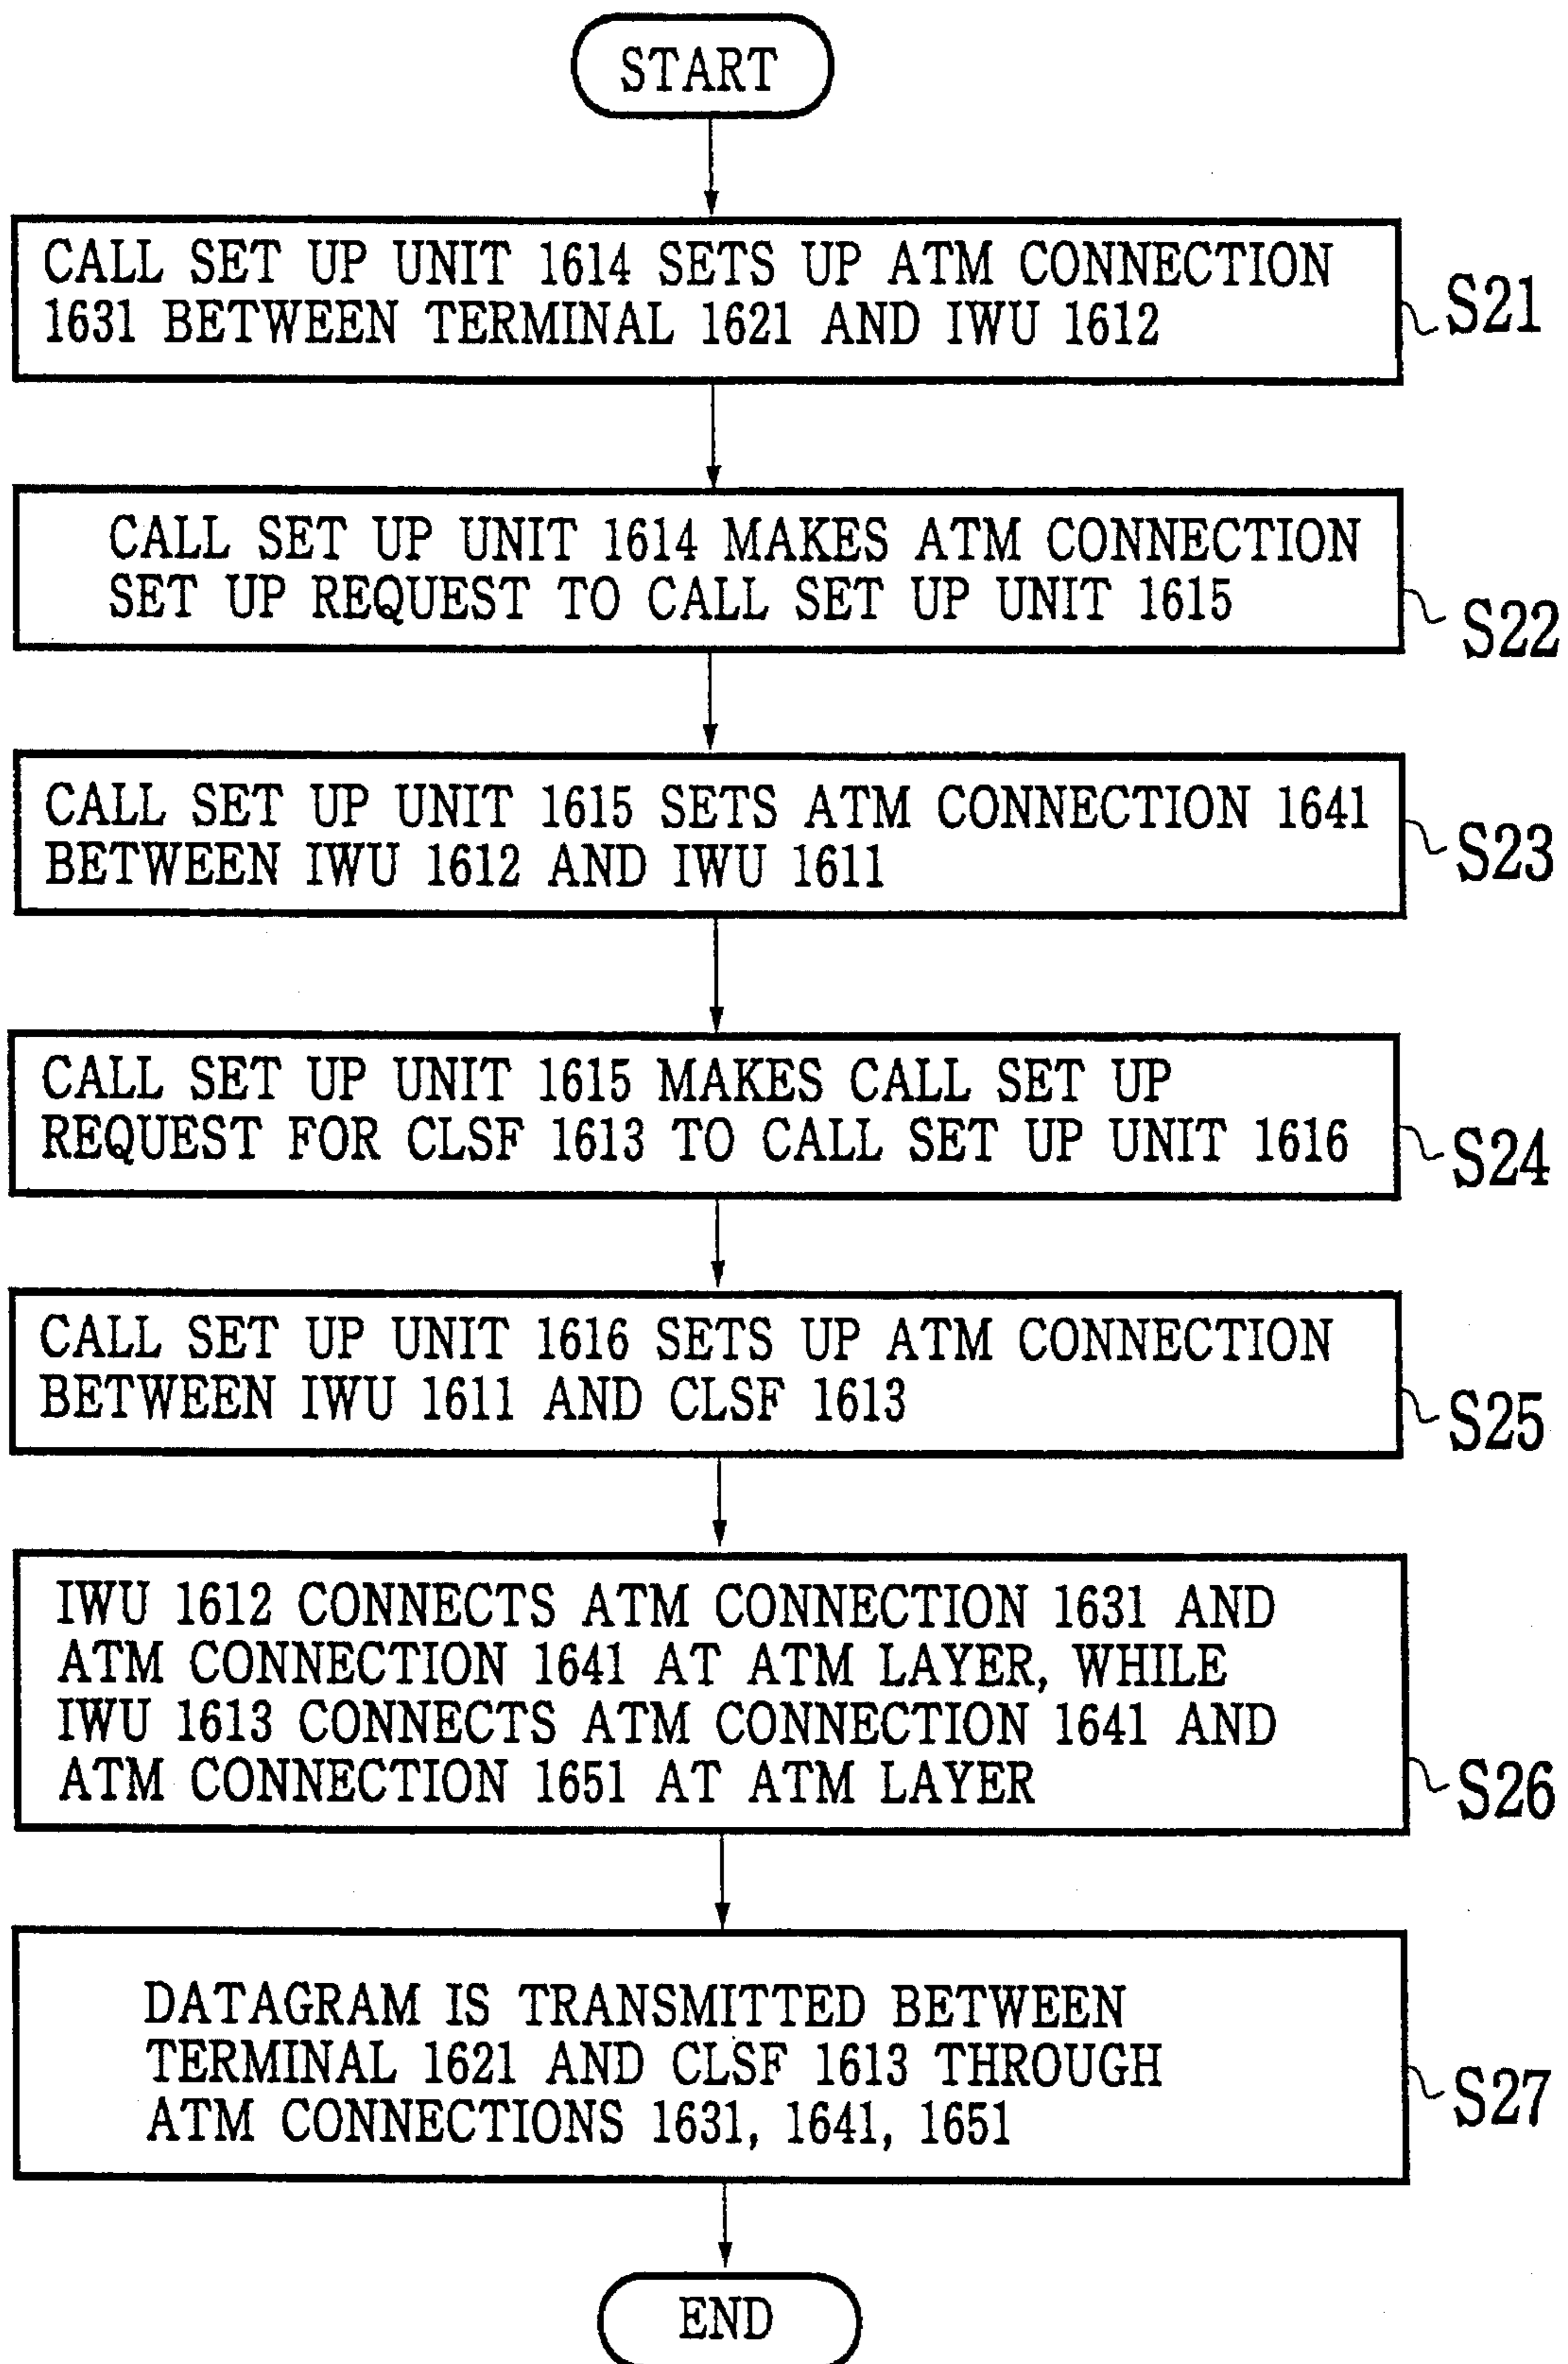 START
CALL SET UP UNIT 1614 SETS UP ATM CONNECTION
1631 BETWEEN TERMINAL 1621 AND IWU 1612
S21
CALL SET UP UNIT 1614 MAKES ATM CONNECTION
SET UP REQUEST TO CALL SET UP UNIT 1615
S22
CALL SET UP UNIT 1615 SETS ATM CONNECTION 1641
BETWEEN IWU 1612 AND IWU 1611
S23
CALL SET UP UNIT 1615 MAKES CALL SET UP
REQUEST FOR CLSF 1613 TO CALL SET UP UNIT 1616
S24
CALL SET UP UNIT 1616 SETS UP ATM CONNECTION
BETWEEN IWU 1611 AND CLSF 1613
S25
IWU 1612 CONNECTS ATM CONNECTION 1631 AND
ATM CONNECTION 1641 AT ATM LAYER, WHILE
IWU 1613 CONNECTS ATM CONNECTION 1641 AND
ATM CONNECTION 1651 AT ATM LAYER
S26
DATAGRAM IS TRANSMITTED BETWEEN
TERMINAL 1621 AND CLSF 1613 THROUGH
ATM CONNECTIONS 1631, 1641, 1651
S27
END